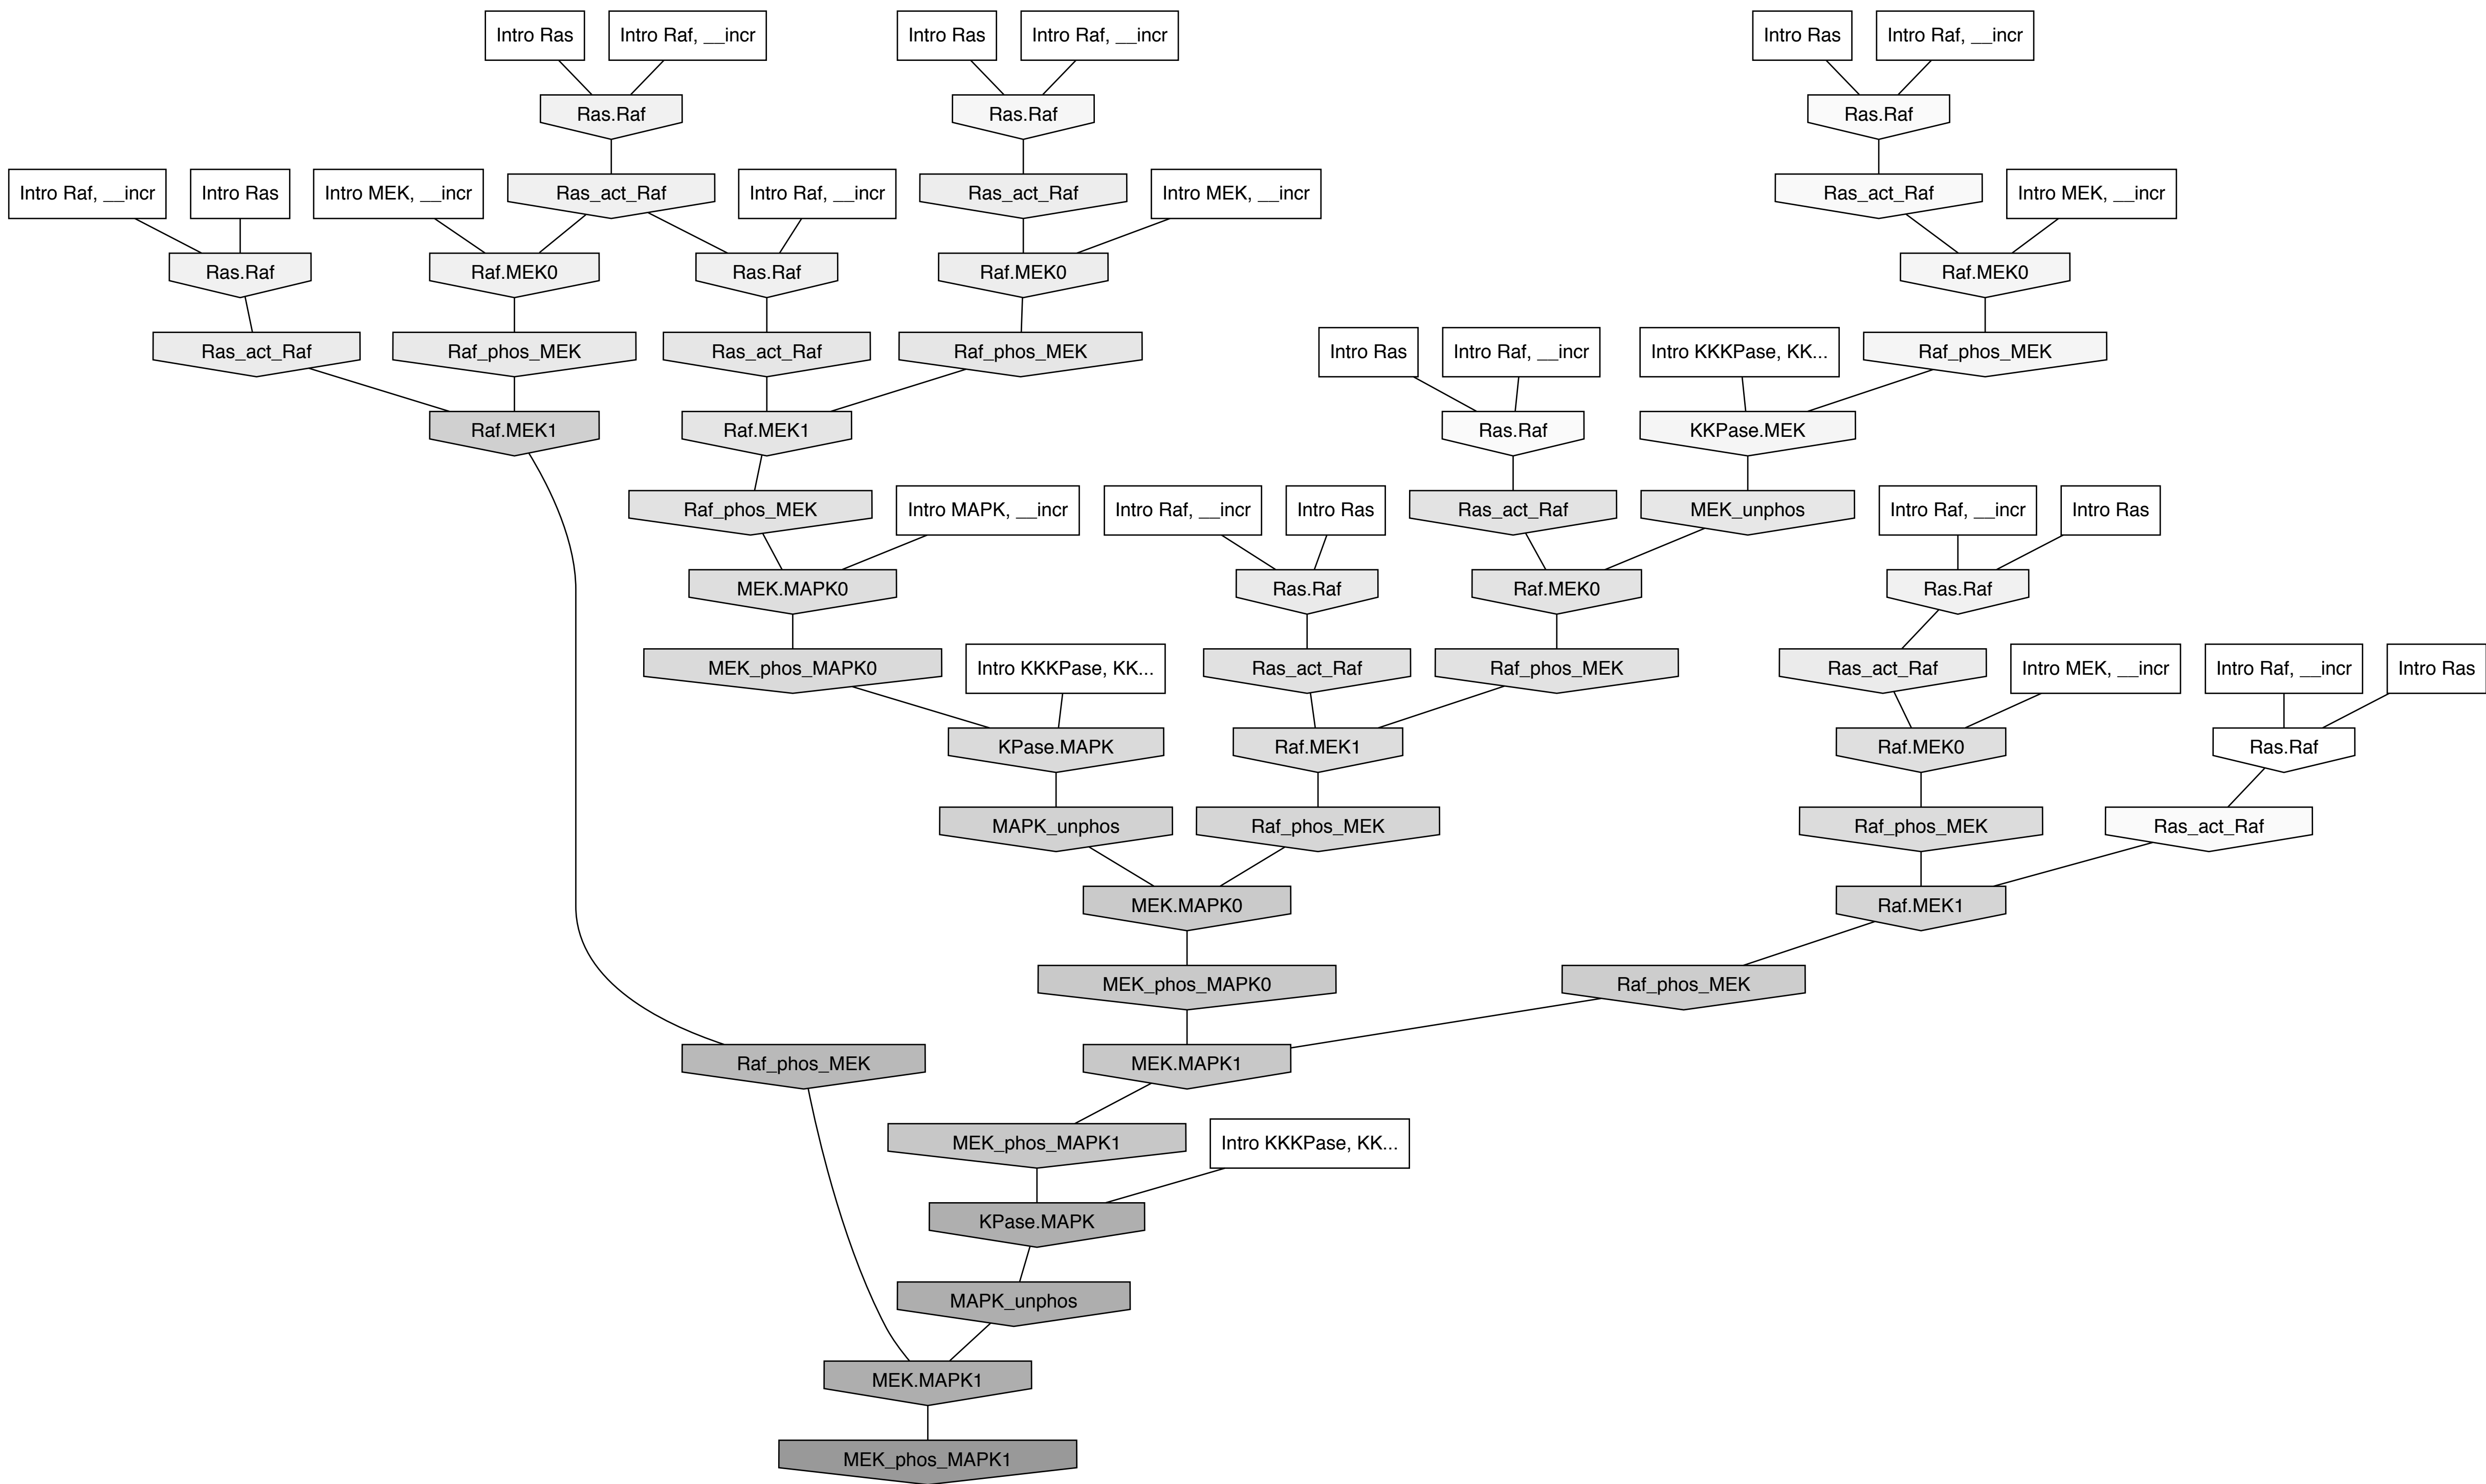 Intro Ras
Intro Raf, __incr
Intro Ras
Intro Raf, __incr
Intro Ras
Intro Raf, __incr
Ras.Raf
Ras.Raf
Ras.Raf
Intro Raf, __incr
Intro Ras
Intro MEK, __incr
Ras_act_Raf
Intro Raf, __incr
Ras_act_Raf
Intro MEK, __incr
Ras_act_Raf
Intro MEK, __incr
Ras.Raf
Raf.MEK0
Ras.Raf
Raf.MEK0
Raf.MEK0
Ras_act_Raf
Raf_phos_MEK
Ras_act_Raf
Raf_phos_MEK
Intro Ras
Intro Raf, __incr
Intro KKKPase, KK...
Raf_phos_MEK
Raf.MEK1
Raf.MEK1
Ras.Raf
KKPase.MEK
Raf_phos_MEK
Intro MAPK, __incr
Intro Raf, __incr
Intro Ras
Ras_act_Raf
MEK_unphos
Intro Raf, __incr
Intro Ras
MEK.MAPK0
Ras.Raf
Raf.MEK0
Ras.Raf
MEK_phos_MAPK0
Intro KKKPase, KK...
Ras_act_Raf
Raf_phos_MEK
Ras_act_Raf
Intro MEK, __incr
Intro Raf, __incr
Intro Ras
KPase.MAPK
Raf.MEK1
Raf.MEK0
Ras.Raf
MAPK_unphos
Raf_phos_MEK
Raf_phos_MEK
Ras_act_Raf
MEK.MAPK0
Raf.MEK1
MEK_phos_MAPK0
Raf_phos_MEK
Raf_phos_MEK
MEK.MAPK1
MEK_phos_MAPK1
Intro KKKPase, KK...
KPase.MAPK
MAPK_unphos
MEK.MAPK1
MEK_phos_MAPK1